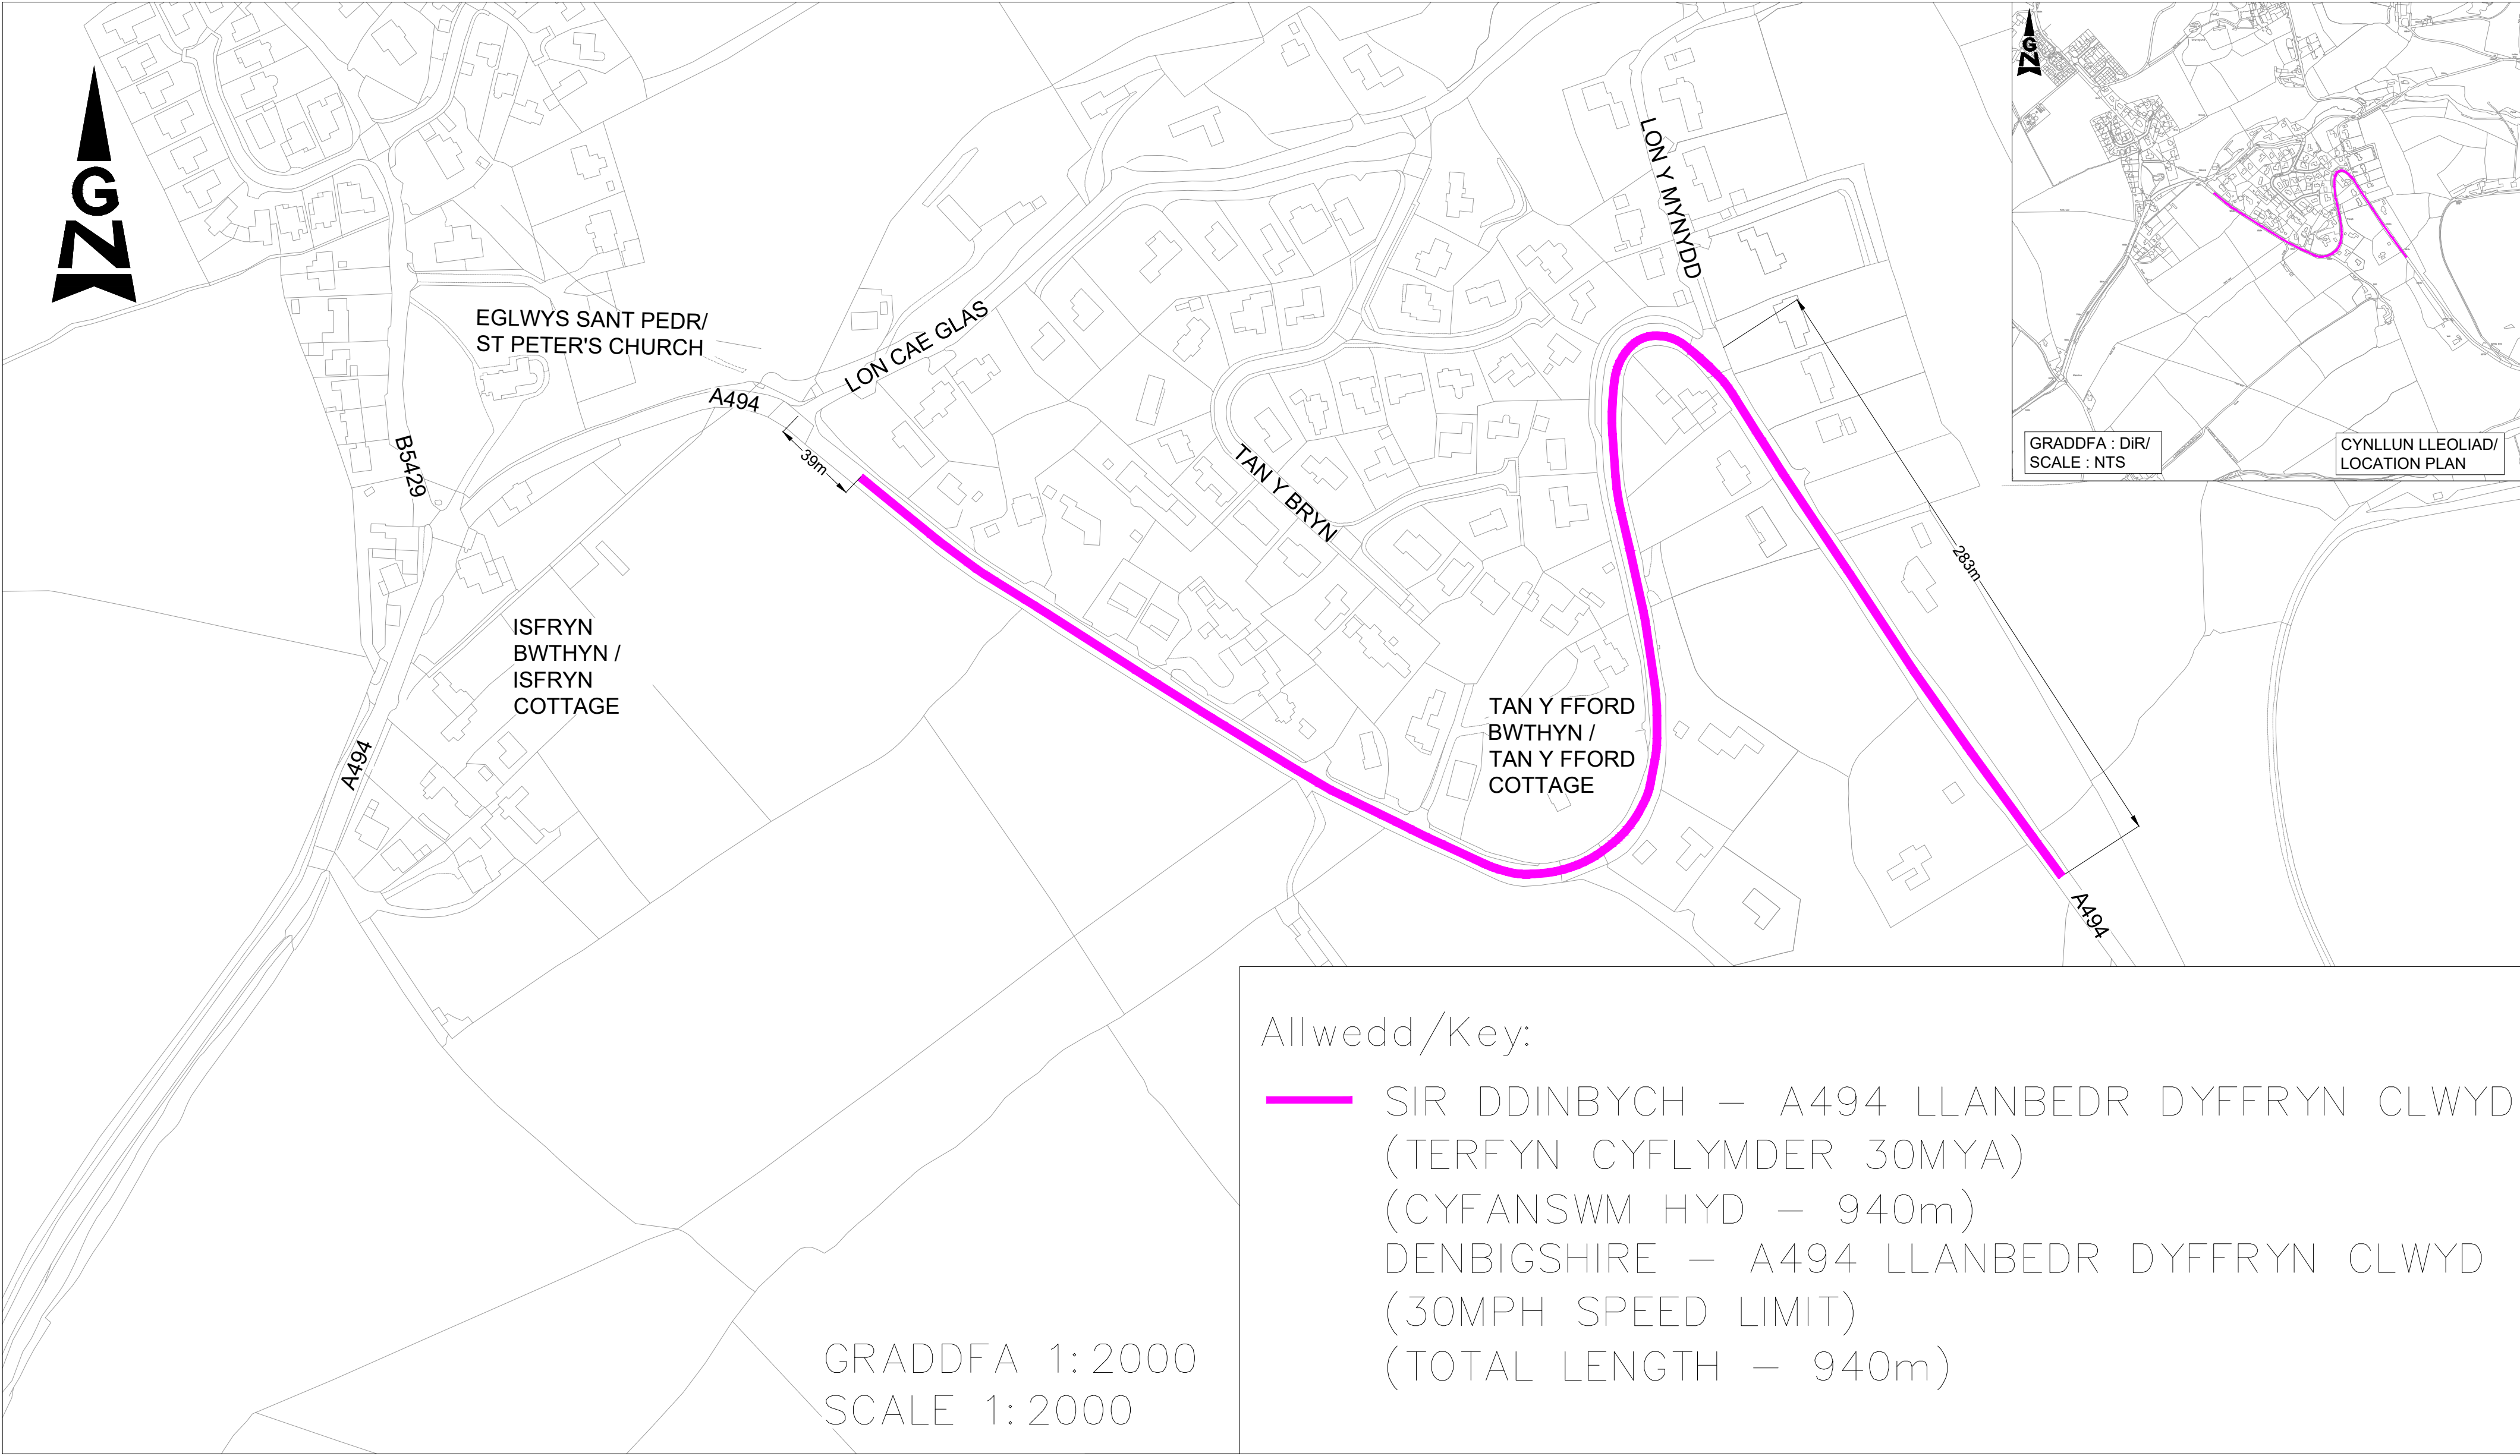 G
N
EGLWYS SANT PEDR/
ST PETER'S CHURCH
LON CAE GLAS
A494
B5429
39m
LON Y MYNYDD
TAN Y BRYN
283m
ISFRYN
BWTHYN /
ISFRYN
COTTAGE
A494
TAN Y FFORD
BWTHYN /
TAN Y FFORD
COTTAGE
A494
G
N
GRADDFA : DiR/
SCALE : NTS
CYNLLUN LLEOLIAD/
LOCATION PLAN
Allwedd/Key:
SIR DDINBYCH – A494 LLANBEDR DYFFRYN CLWYD
(TERFYN CYFLYMDER 30MYA)
(CYFANSWM HYD – 940m)
DENBIGSHIRE – A494 LLANBEDR DYFFRYN CLWYD
(30MPH SPEED LIMIT)
(TOTAL LENGTH – 940m)
GRADDFA 1:2000
SCALE 1:2000